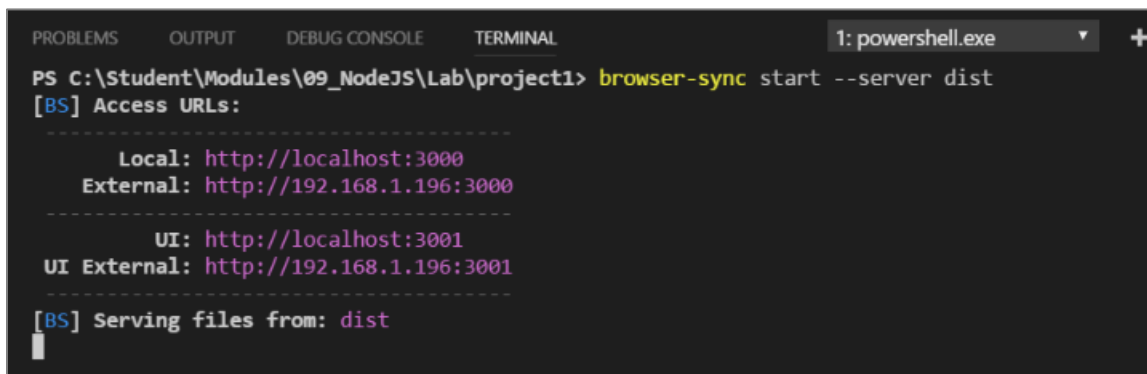 PROBLEMS OUTPUT DEBUG CONSOLE TERMINAL 1: powershell.exe
PS C:\Student\Modules\09_NodeJS\Lab\project1> browser-sync start --server dist
[BS] Access URLs:
--------------------------------------
Local: http://localhost:3000
External: http://192.168.1.196:3000
--------------------------------------
UI: http://localhost:3001
UI External: http://192.168.1.196:3001
--------------------------------------
[BS] Serving files from: dist